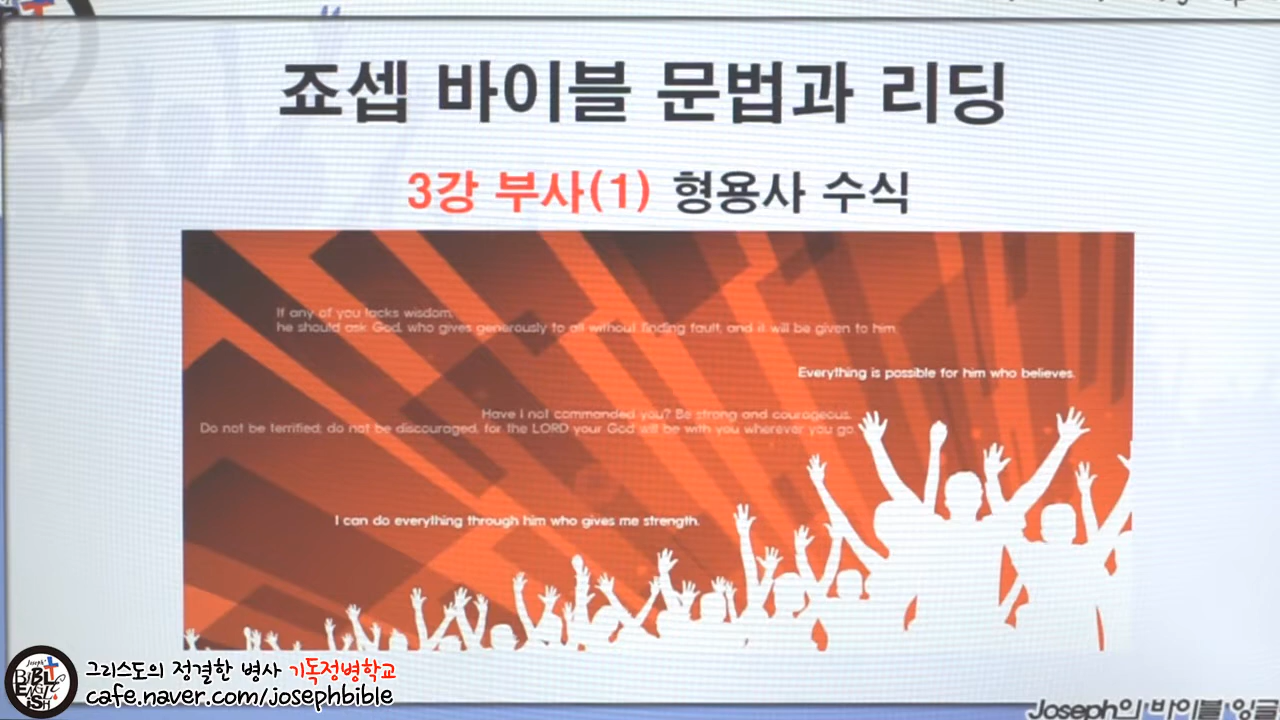 죠셉 바이블 문법과 리딩
3강 부사(1) 형용사 수식
If any of you lacks wisdom,
he should ask God, who gives generously to all without finding fault, and it will be given to him.
Everything is possible for him who believes.
Have I not commanded you? Be strong and courageous.
Do not be terrified; do not be discouraged, for the LORD your God will be with you wherever you go.
I can do everything through him who gives me strength.
Joseph's
BIBLE
ENGLISH
그리스도의 정결한 병사 기독정병학교
cafe.naver.com/josephbible
Joseph의 바이블 잉글